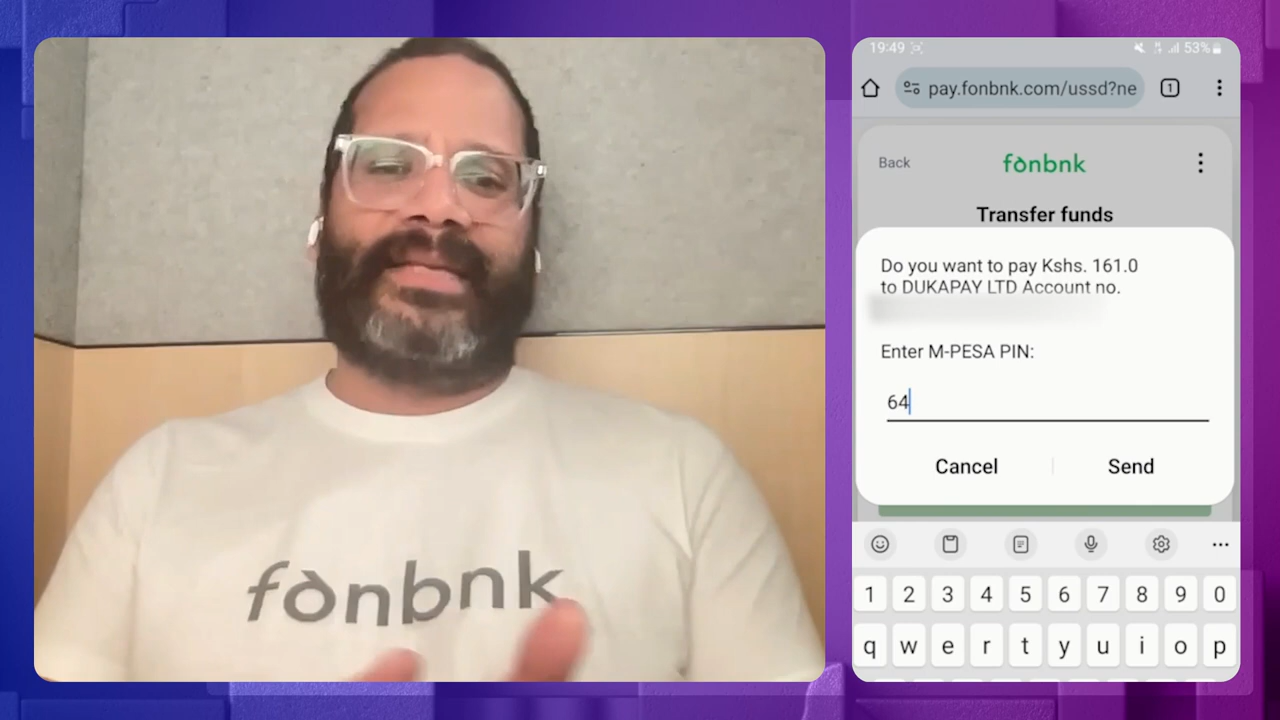 fònbnk
19:49
53%
pay.fonbnk.com/ussd?ne
1
Back
fònbnk
Transfer funds
Do you want to pay Kshs. 161.0
to DUKAPAY LTD Account no.
Enter M-PESA PIN:
64
Cancel
Send
1 2 3 4 5 6 7 8 9 0
q w e r t y u i o p